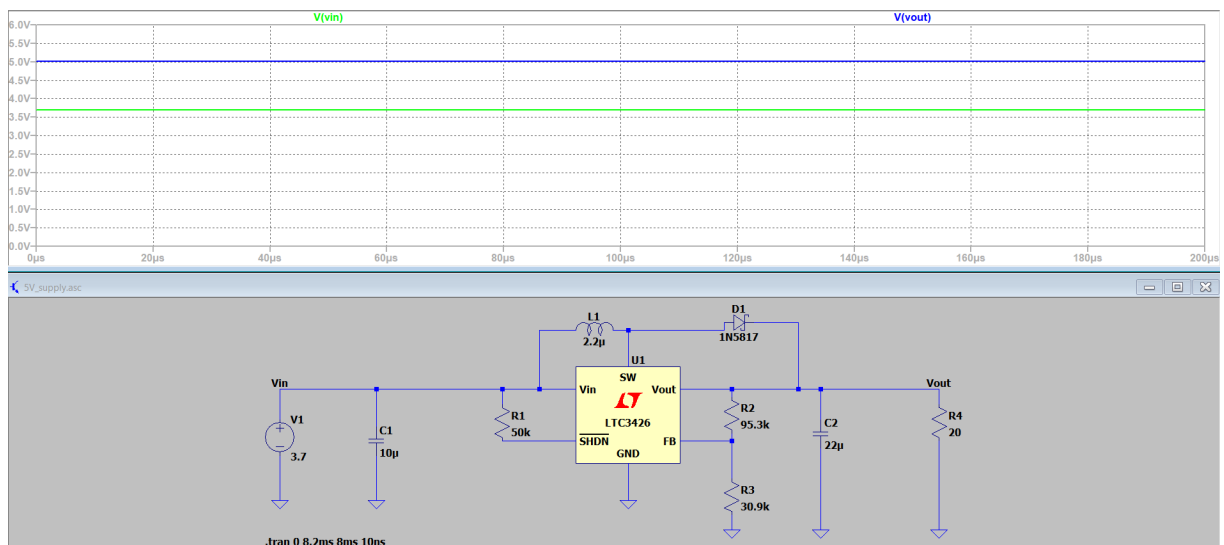 V(vin) V(vout)
6.0V
5.5V
5.0V
4.5V
4.0V
3.5V
3.0V
2.5V
2.0V
1.5V
1.0V
0.5V
0.0V
0µs 20µs 40µs 60µs 80µs 100µs 120µs 140µs 160µs 180µs 200µs
5V_supply.asc
L1
2.2µ
D1
1N5817
U1
SW
Vin Vout
LTC3426
SHDN FB
GND
Vin
V1
3.7
C1
10µ
R1
50k
R2
95.3k
R3
30.9k
C2
22µ
Vout
R4
20
.tran 0 8.2ms 8ms 10ns